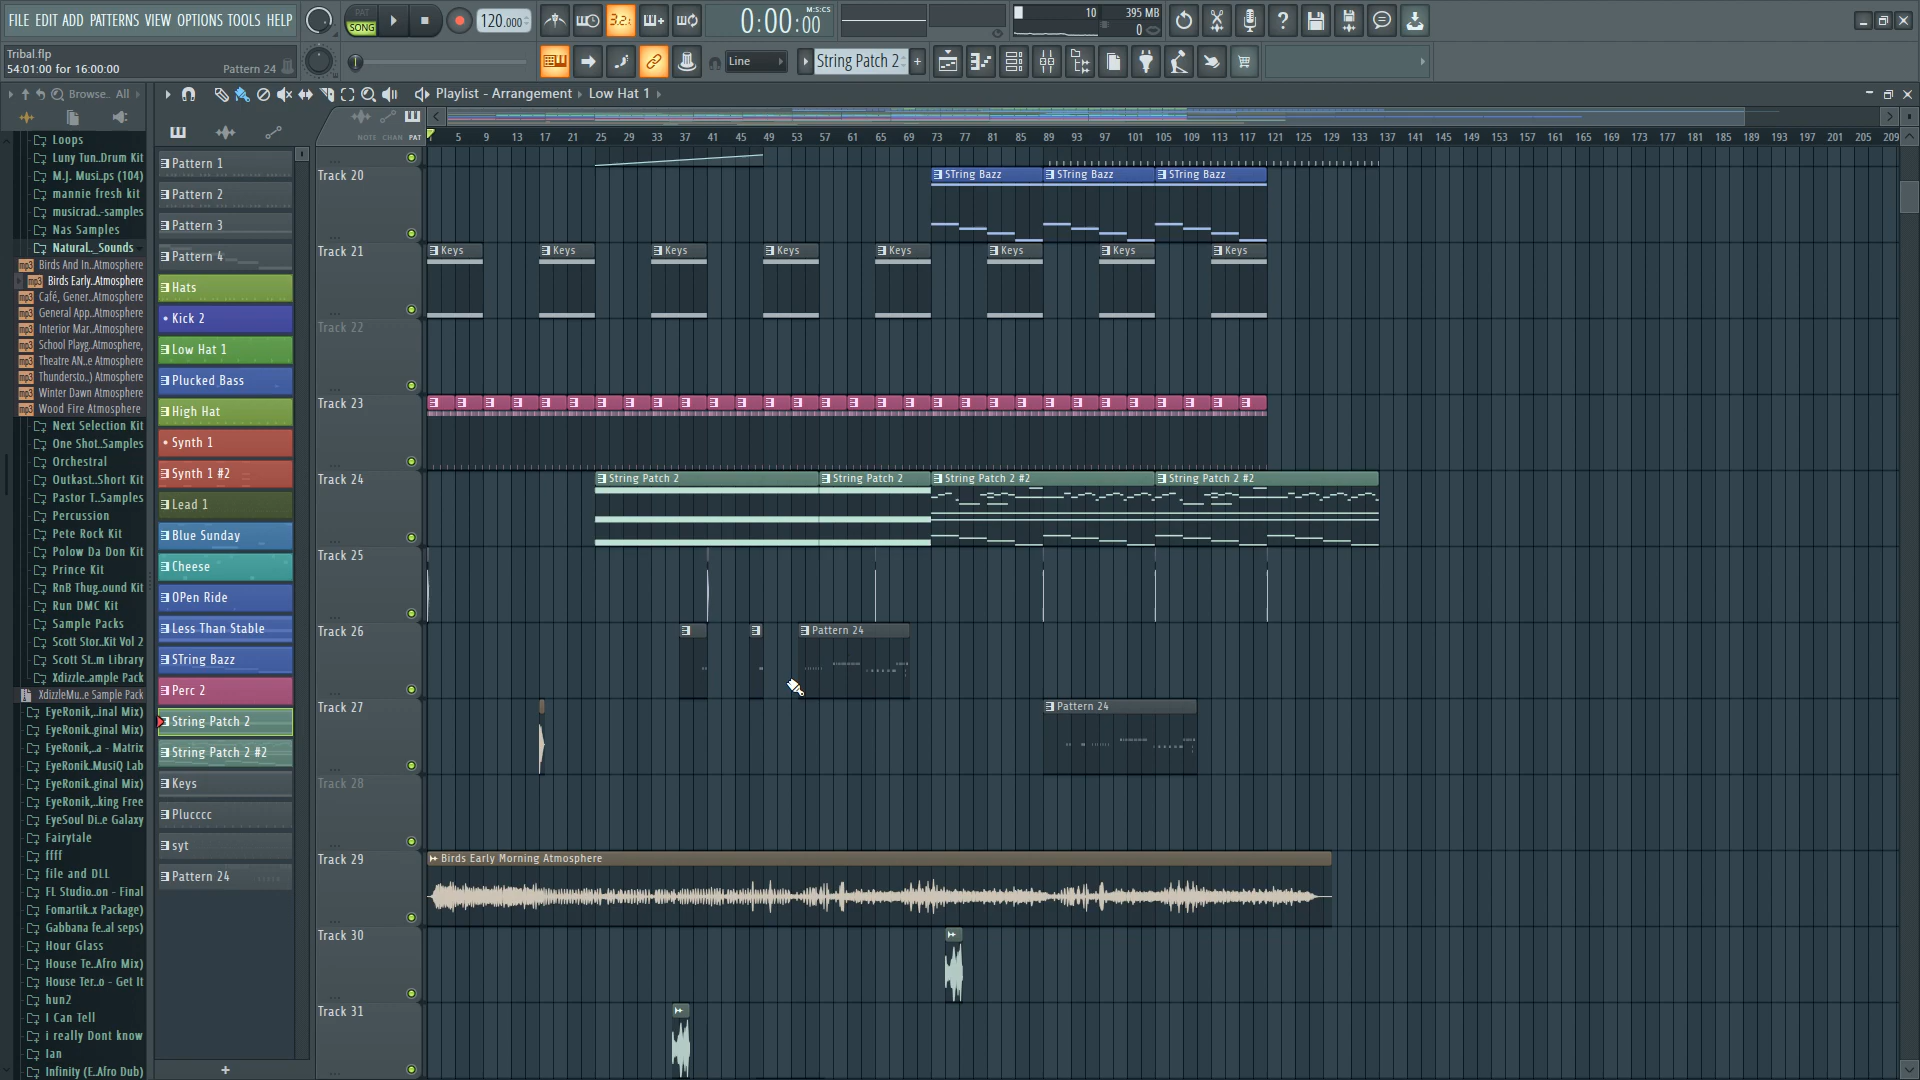 FILE EDIT ADD PATTERNS VIEW OPTIONS TOOLS HELP
PAT
SONG
120.000
3.2.
M:S:CS
0:00:00
10
395 MB
0
Tribal.flp
54:01:00 for 16:00:00
Pattern 24
Line
String Patch 2
+
Browse.. All
Playlist - Arrangement
Low Hat 1
NOTE CHAN PAT
5 9 13 17 21 25 29 33 37 41 45 49 53 57 61 65 69 73 77 81 85 89 93 97 101 105 109 113 117 121 125 129 133 137 141 145 149 153 157 161 165 169 173 177 181 185 189 193 197 201 205 209
Loops
Luny Tun..Drum Kit
M.J. Musi..ps (104)
mannie fresh kit
musicrad..-samples
Nas Samples
Natural.._Sounds
mp3 Birds And In..Atmosphere
mp3 Birds Early..Atmosphere
mp3 Café, Gener..Atmosphere
mp3 General App..Atmosphere
mp3 Interior Mar..Atmosphere
mp3 School Playg..Atmosphere,
mp3 Theatre AN..e Atmosphere
mp3 Thundersto..) Atmosphere
mp3 Winter Dawn Atmosphere
mp3 Wood Fire Atmosphere
Next Selection Kit
One Shot..Samples
Orchestral
Outkast..Short Kit
Pastor T..Samples
Percussion
Pete Rock Kit
Polow Da Don Kit
Prince Kit
RnB Thug..ound Kit
Run DMC Kit
Sample Packs
Scott Stor..Kit Vol 2
Scott St..m Library
Xdizzle..ample Pack
XdizzleMu..e Sample Pack
EyeRonik,..inal Mix)
EyeRonik..ginal Mix)
EyeRonik,..a - Matrix
EyeRonik..MusiQ Lab
EyeRonik..ginal Mix)
EyeRonik,..king Free
EyeSoul Di..e Galaxy
Fairytale
ffff
file and DLL
FL Studio..on - Final
Fomartik..x Package)
Gabbana fe..al seps)
Hour Glass
House Te..Afro Mix)
House Ter..o - Get It
hun2
I Can Tell
i really Dont know
Ian
Infinity (E..Afro Dub)
Pattern 1
Pattern 2
Pattern 3
Pattern 4
Hats
Kick 2
Low Hat 1
Plucked Bass
High Hat
Synth 1
Synth 1 #2
Lead 1
Blue Sunday
Cheese
OPen Ride
Less Than Stable
STring Bazz
Perc 2
String Patch 2
String Patch 2 #2
Keys
Plucccc
syt
Pattern 24
+
Track 20
STring Bazz STring Bazz STring Bazz
Track 21
Keys Keys Keys Keys Keys Keys Keys Keys
Track 22
Track 23
Track 24
String Patch 2 String Patch 2 String Patch 2 #2 String Patch 2 #2
Track 25
Track 26
Pattern 24
Track 27
Pattern 24
Track 28
Track 29
Birds Early Morning Atmosphere
Track 30
Track 31